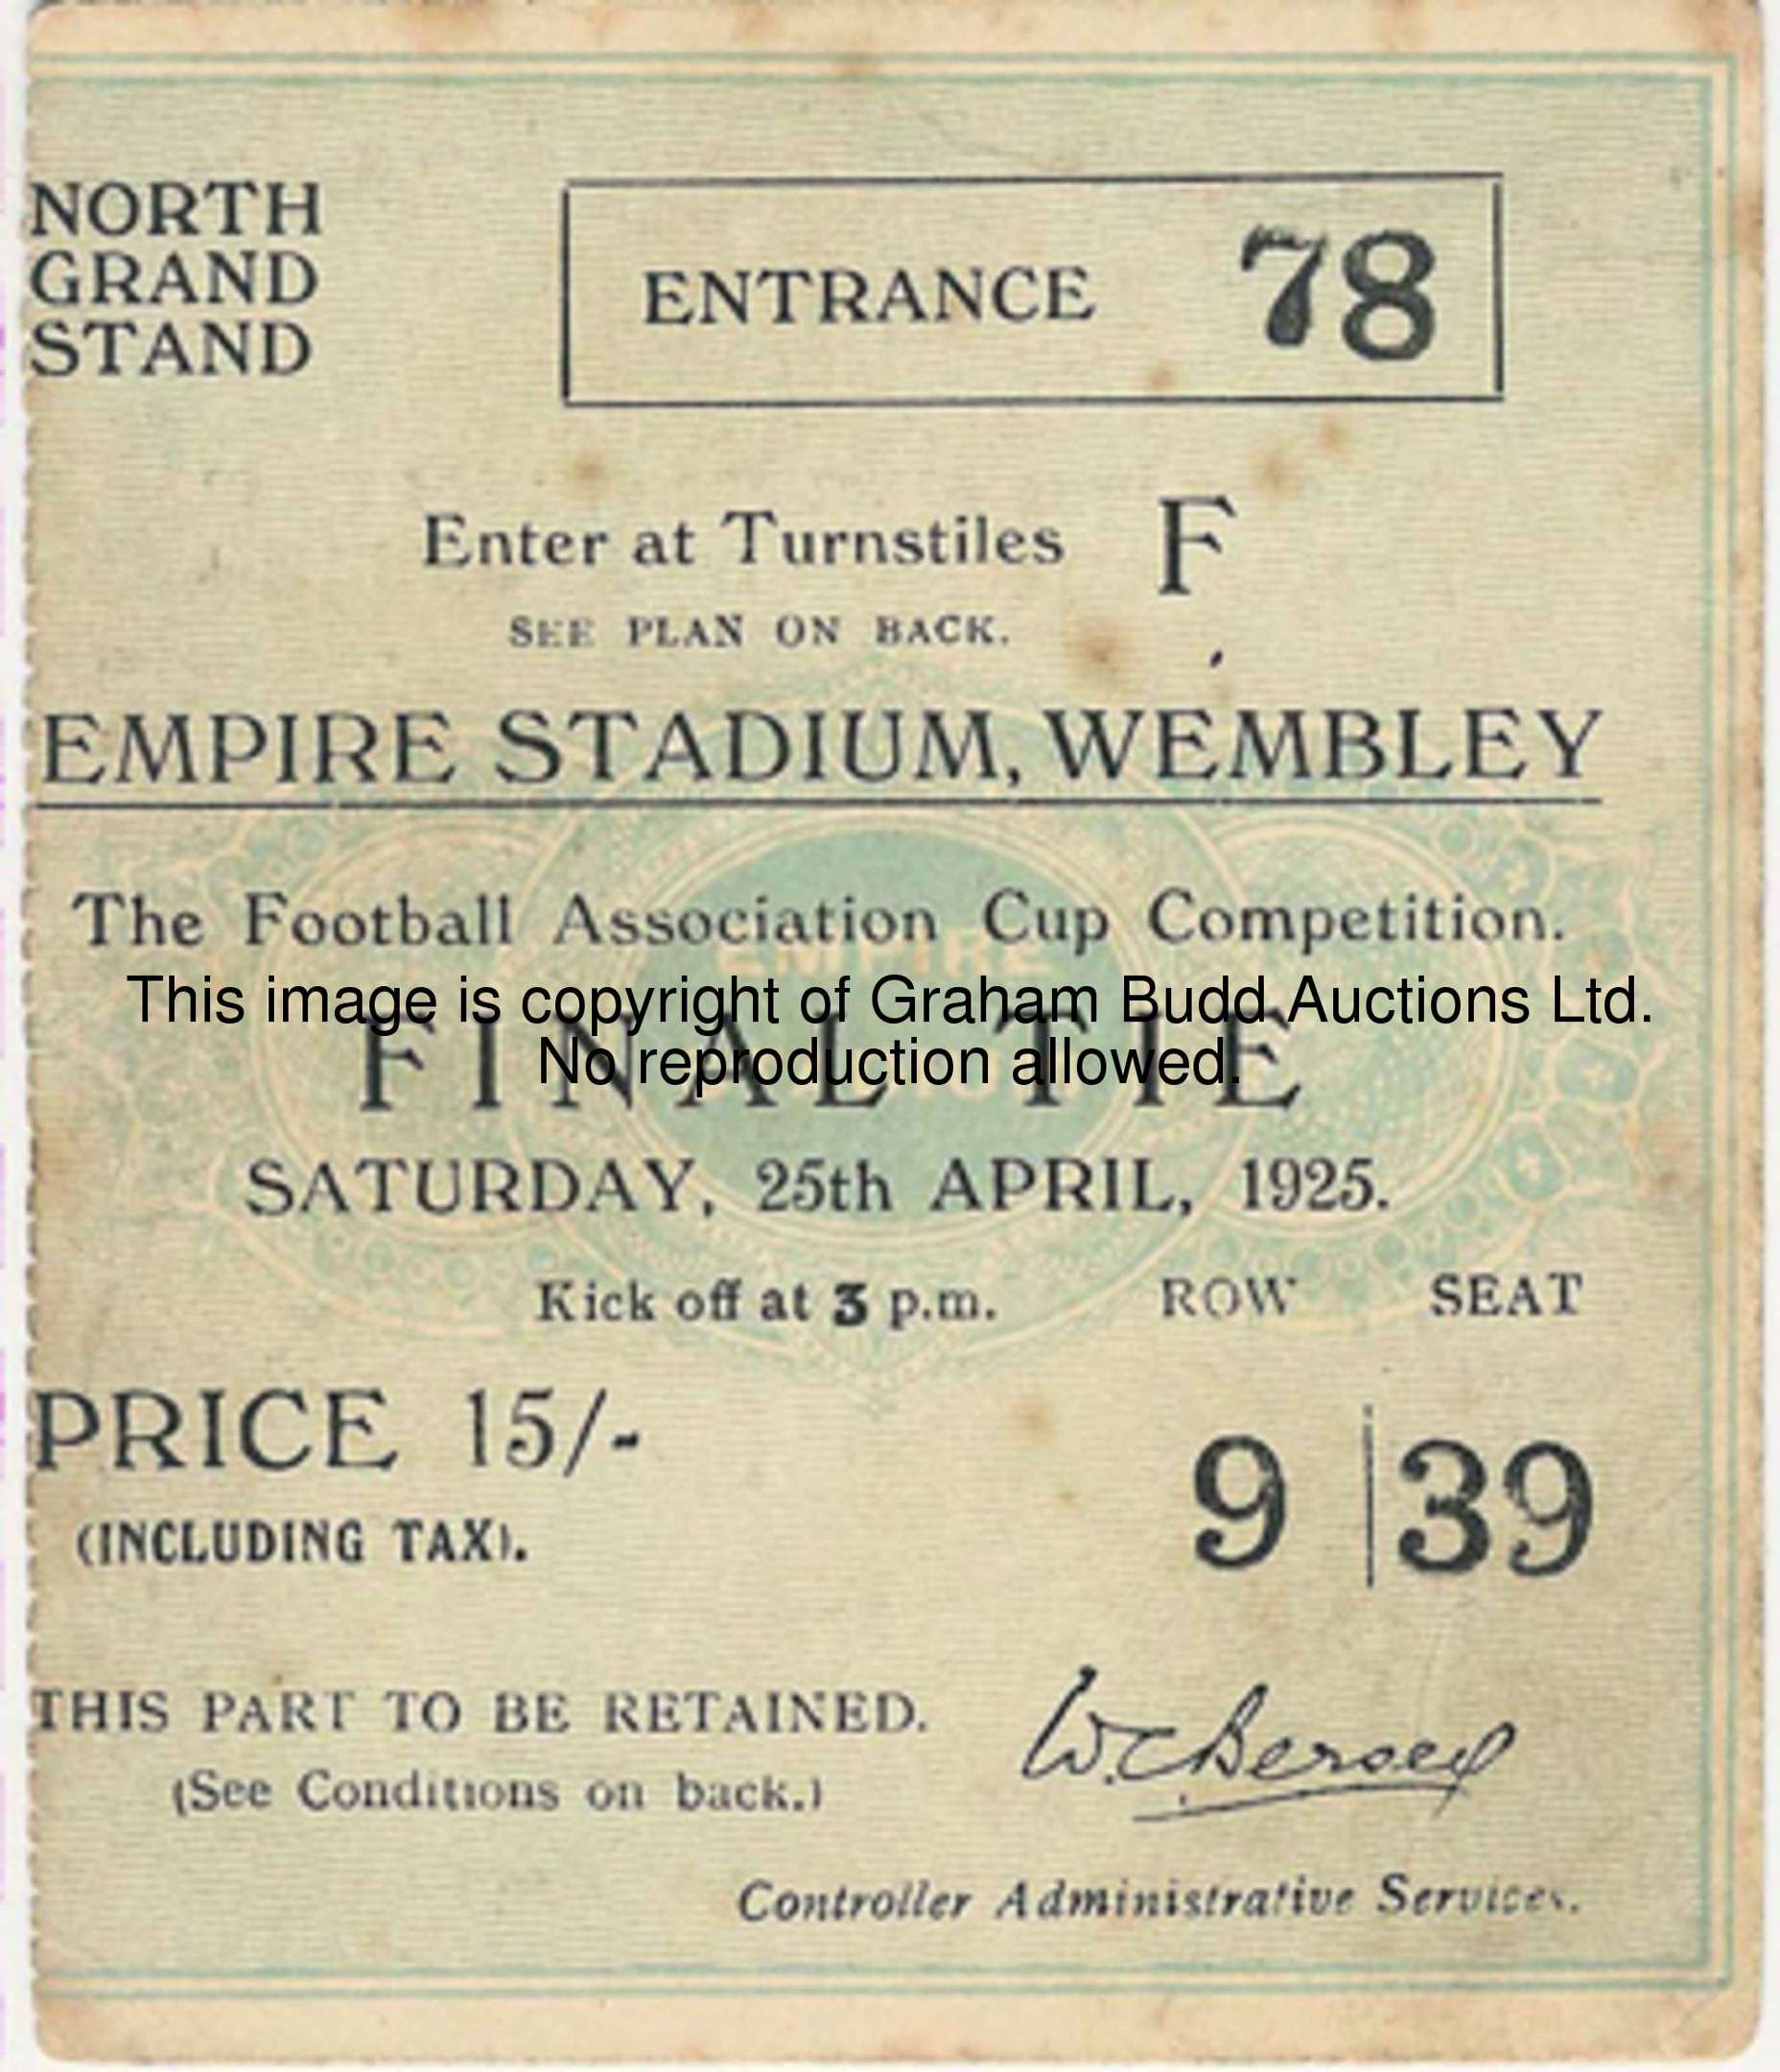 NORTH
GRAND
STAND
ENTRANCE 78
Enter at Turnstiles F
SEE PLAN ON BACK.
EMPIRE STADIUM, WEMBLEY
The Football Association Cup Competition.
EMPIRE
This image is copyright of Graham Budd Auctions Ltd.
No reproduction allowed.
FINAL TIE
SATURDAY, 25th APRIL, 1925.
Kick off at 3 p.m. ROW SEAT
PRICE 15/- 9 39
(INCLUDING TAX).
THIS PART TO BE RETAINED.
(See Conditions on back.)
W.C. Bersey
Controller Administrative Services.